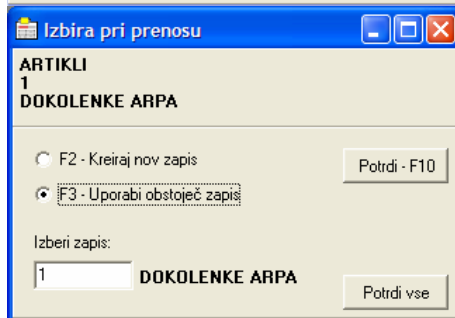 Izbira pri prenosu
ARTIKLI
1
DOKOLENKE ARPA
F2 - Kreiraj nov zapis
Potrdi - F10
F3 - Uporabi obstoječ zapis
Izberi zapis:
1 DOKOLENKE ARPA
Potrdi vse